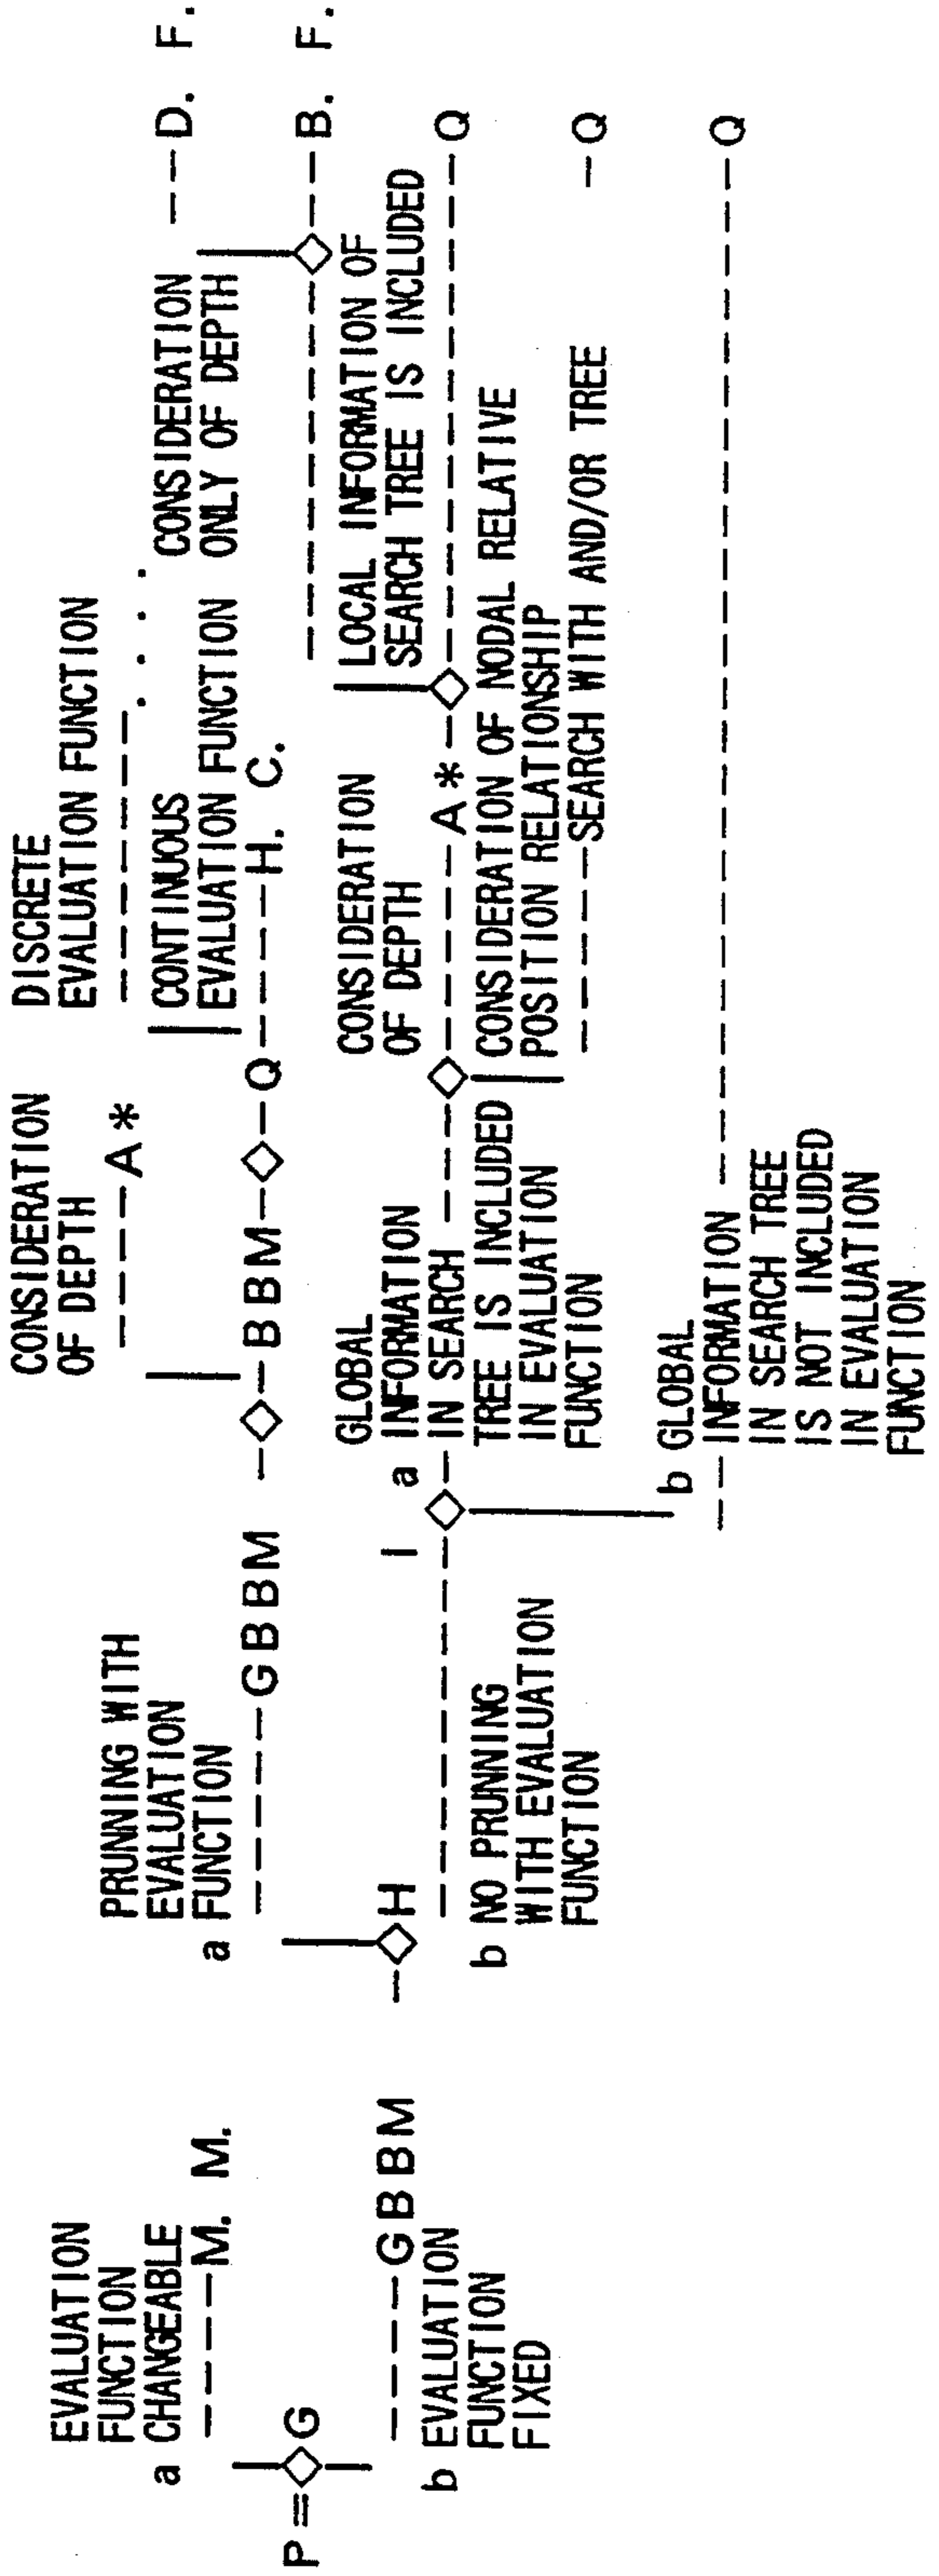 EVALUATION
FUNCTION
a CHANGEABLE
-----M. M.
P=◇G
-----GBBM
b EVALUATION
FUNCTION
FIXED
PRUNNING WITH
EVALUATION
a FUNCTION
-----GBBM
--◇H
b NO PRUNNING
WITH EVALUATION
FUNCTION
CONSIDERATION
OF DEPTH
----A*
-◇-BBM-◇-Q----H. C.
DISCRETE
EVALUATION FUNCTION
CONTINUOUS
EVALUATION FUNCTION
CONSIDERATION
ONLY OF DEPTH
---D. F.
---B. F.
I a
GLOBAL
INFORMATION
IN SEARCH
TREE IS INCLUDED
IN EVALUATION
FUNCTION
CONSIDERATION
OF DEPTH
A*
LOCAL INFORMATION OF
SEARCH TREE IS INCLUDED
Q
CONSIDERATION OF NODAL RELATIVE
POSITION RELATIONSHIP
SEARCH WITH AND/OR TREE
-Q
b GLOBAL
INFORMATION
IN SEARCH TREE
IS NOT INCLUDED
IN EVALUATION
FUNCTION
Q